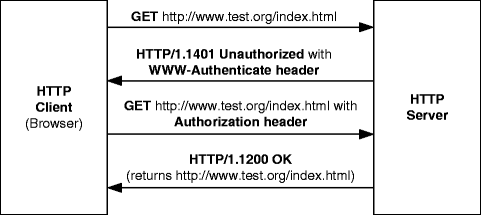 GET http://www.test.org/index.html
HTTP/1.1401 Unauthorized with
WWW-Authenticate header
HTTP
Client
(Browser)
GET http://www.test.org/index.html with
Authorization header
HTTP
Server
HTTP/1.1200 OK
(returns http://www.test.org/index.html)